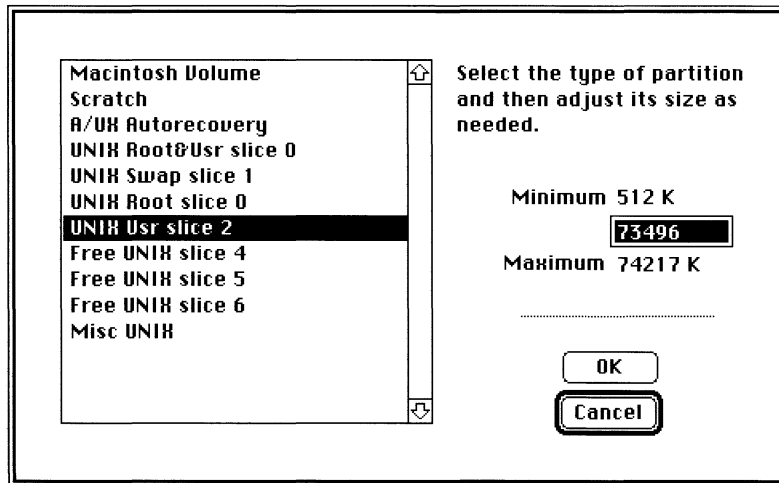 Macintosh Volume
Scratch
A/UX Autorecovery
UNIX Root&Usr slice 0
UNIX Swap slice 1
UNIX Root slice 0
UNIX Usr slice 2
Free UNIX slice 4
Free UNIX slice 5
Free UNIX slice 6
Misc UNIX
Select the type of partition
and then adjust its size as
needed.
Minimum 512 K
73496
Maximum 74217 K
OK
Cancel